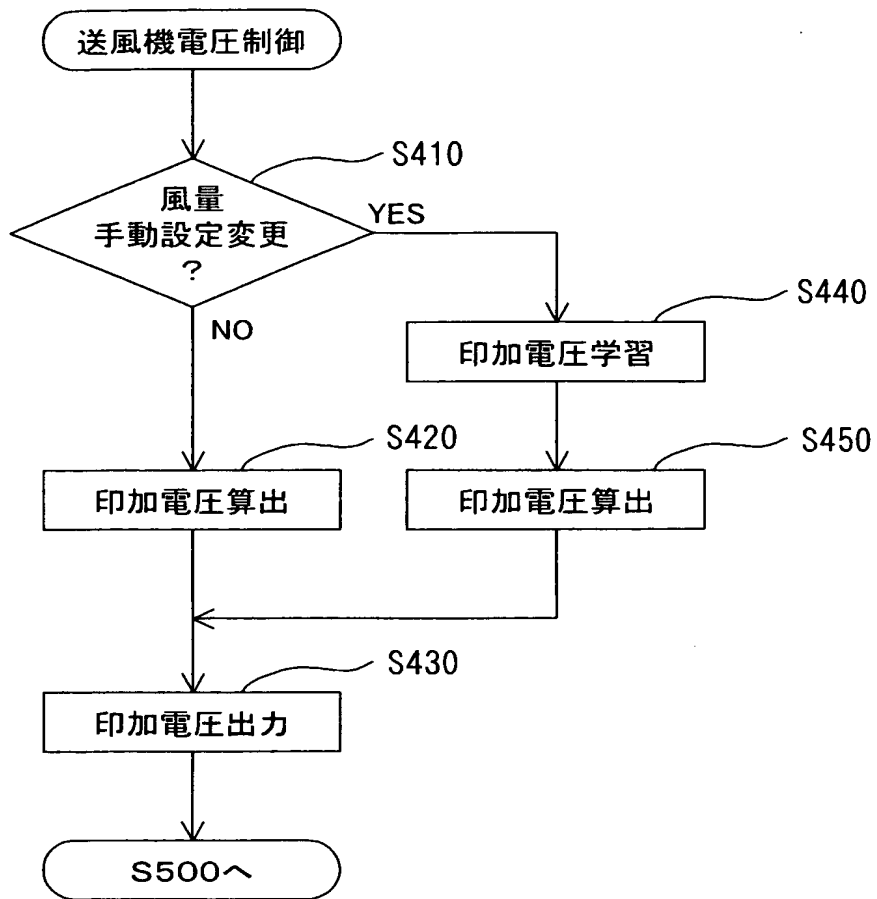 送風機電圧制御
S410
風量
手動設定変更
？
YES
NO
S440
印加電圧学習
S420
印加電圧算出
S450
印加電圧算出
S430
印加電圧出力
S500へ